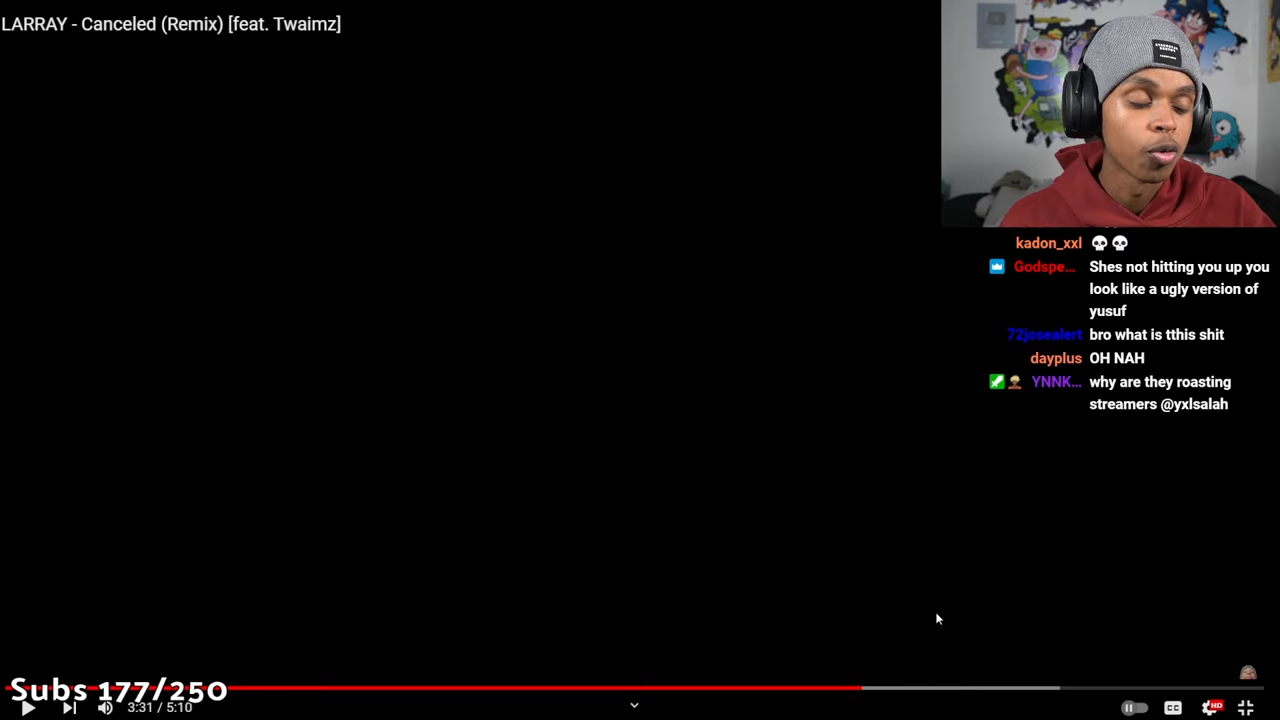 LARRAY - Canceled (Remix) [feat. Twaimz]
kadon_xxl 💀💀
Godspe... Shes not hitting you up you
look like a ugly version of
yusuf
72josealert bro what is tthis shit
dayplus OH NAH
YNNK... why are they roasting
streamers @yxlsalah
Subs 177/250
3:31 / 5:10
CC
HD